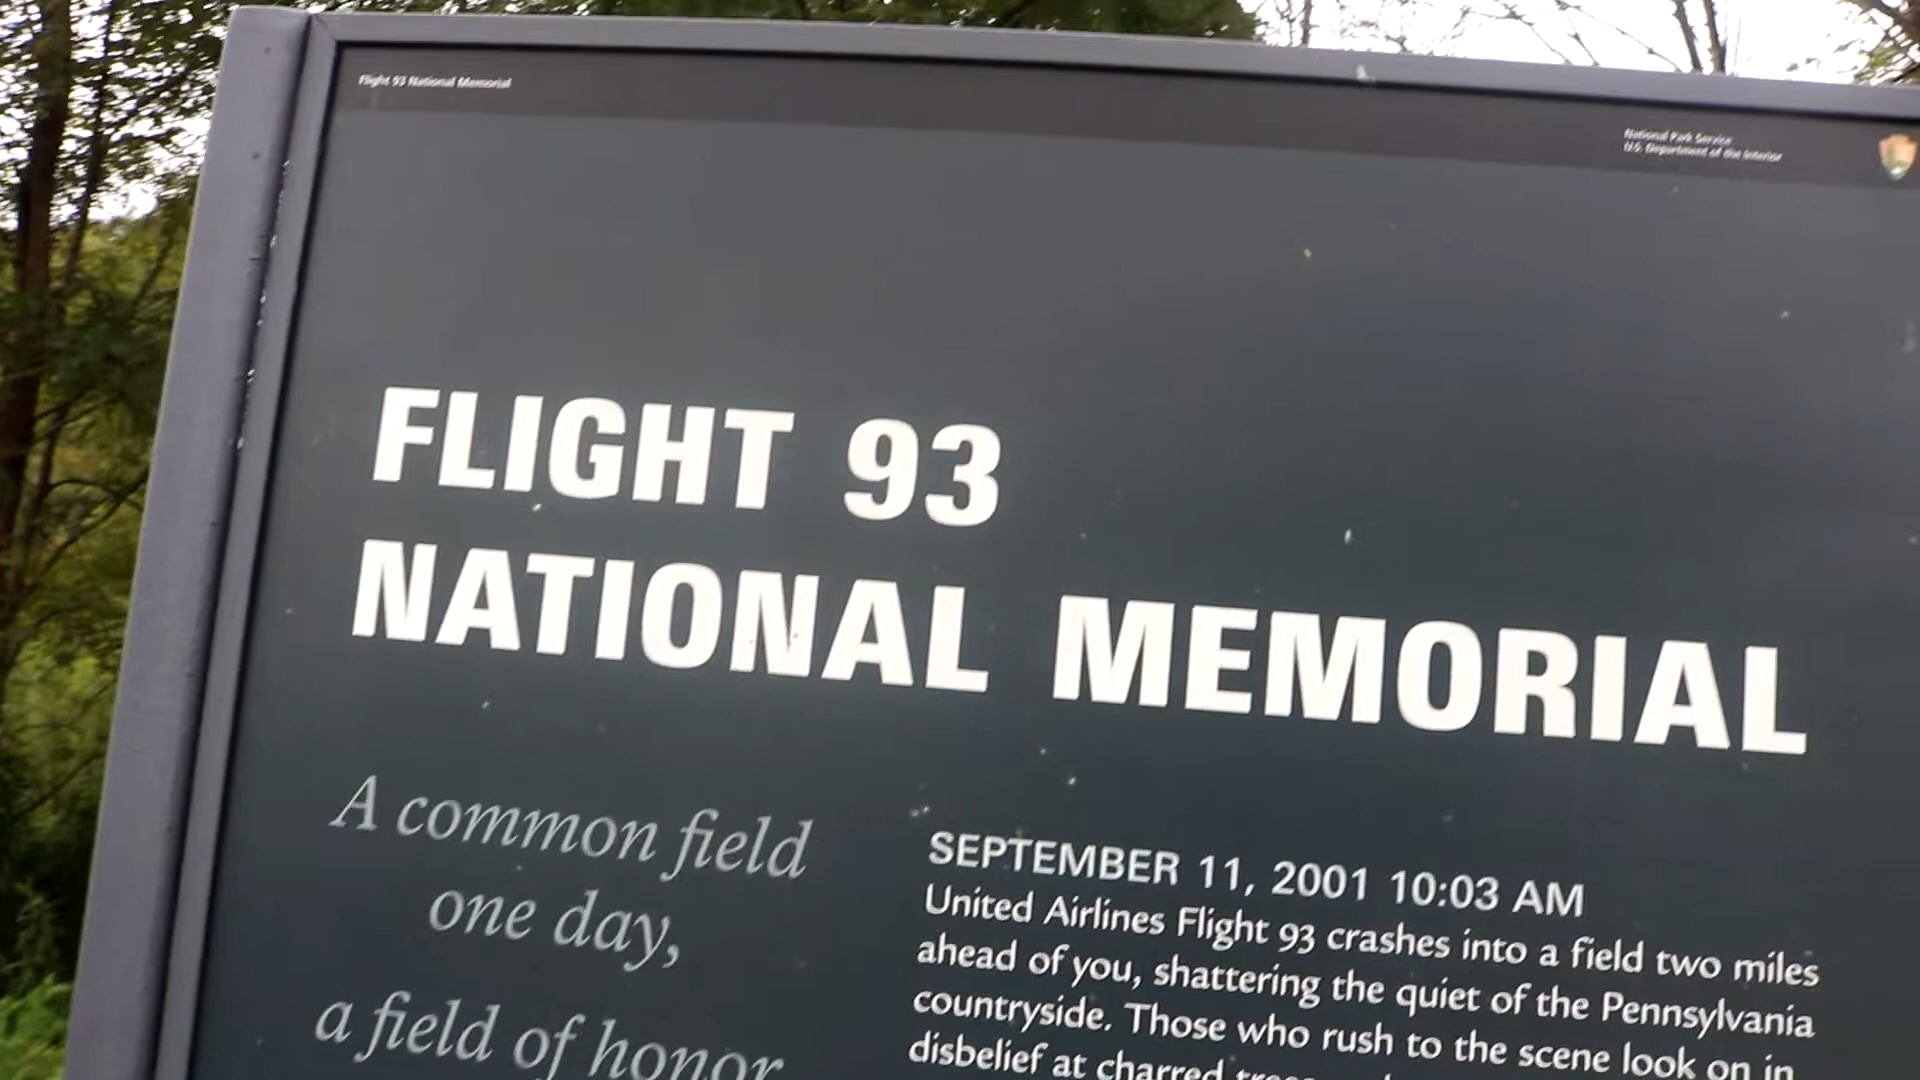 Flight 93 National Memorial
National Park Service
U.S. Department of the Interior
FLIGHT 93
NATIONAL MEMORIAL
A common field
one day,
a field of honor
SEPTEMBER 11, 2001 10:03 AM
United Airlines Flight 93 crashes into a field two miles
ahead of you, shattering the quiet of the Pennsylvania
countryside. Those who rush to the scene look on in
disbelief at charred